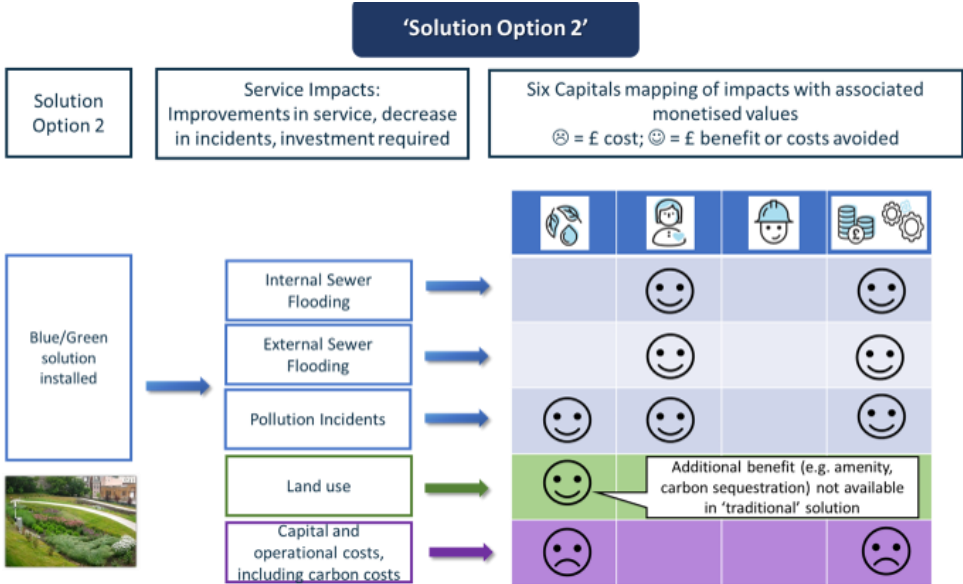 ‘Solution Option 2’
Solution
Option 2
Service Impacts:
Improvements in service, decrease
in incidents, investment required
Six Capitals mapping of impacts with associated
monetised values
☹ = £ cost; ☺ = £ benefit or costs avoided
£
Blue/Green
solution
installed
Internal Sewer
Flooding
External Sewer
Flooding
Pollution Incidents
Land use
Additional benefit (e.g. amenity,
carbon sequestration) not available
in ‘traditional’ solution
Capital and
operational costs,
including carbon costs